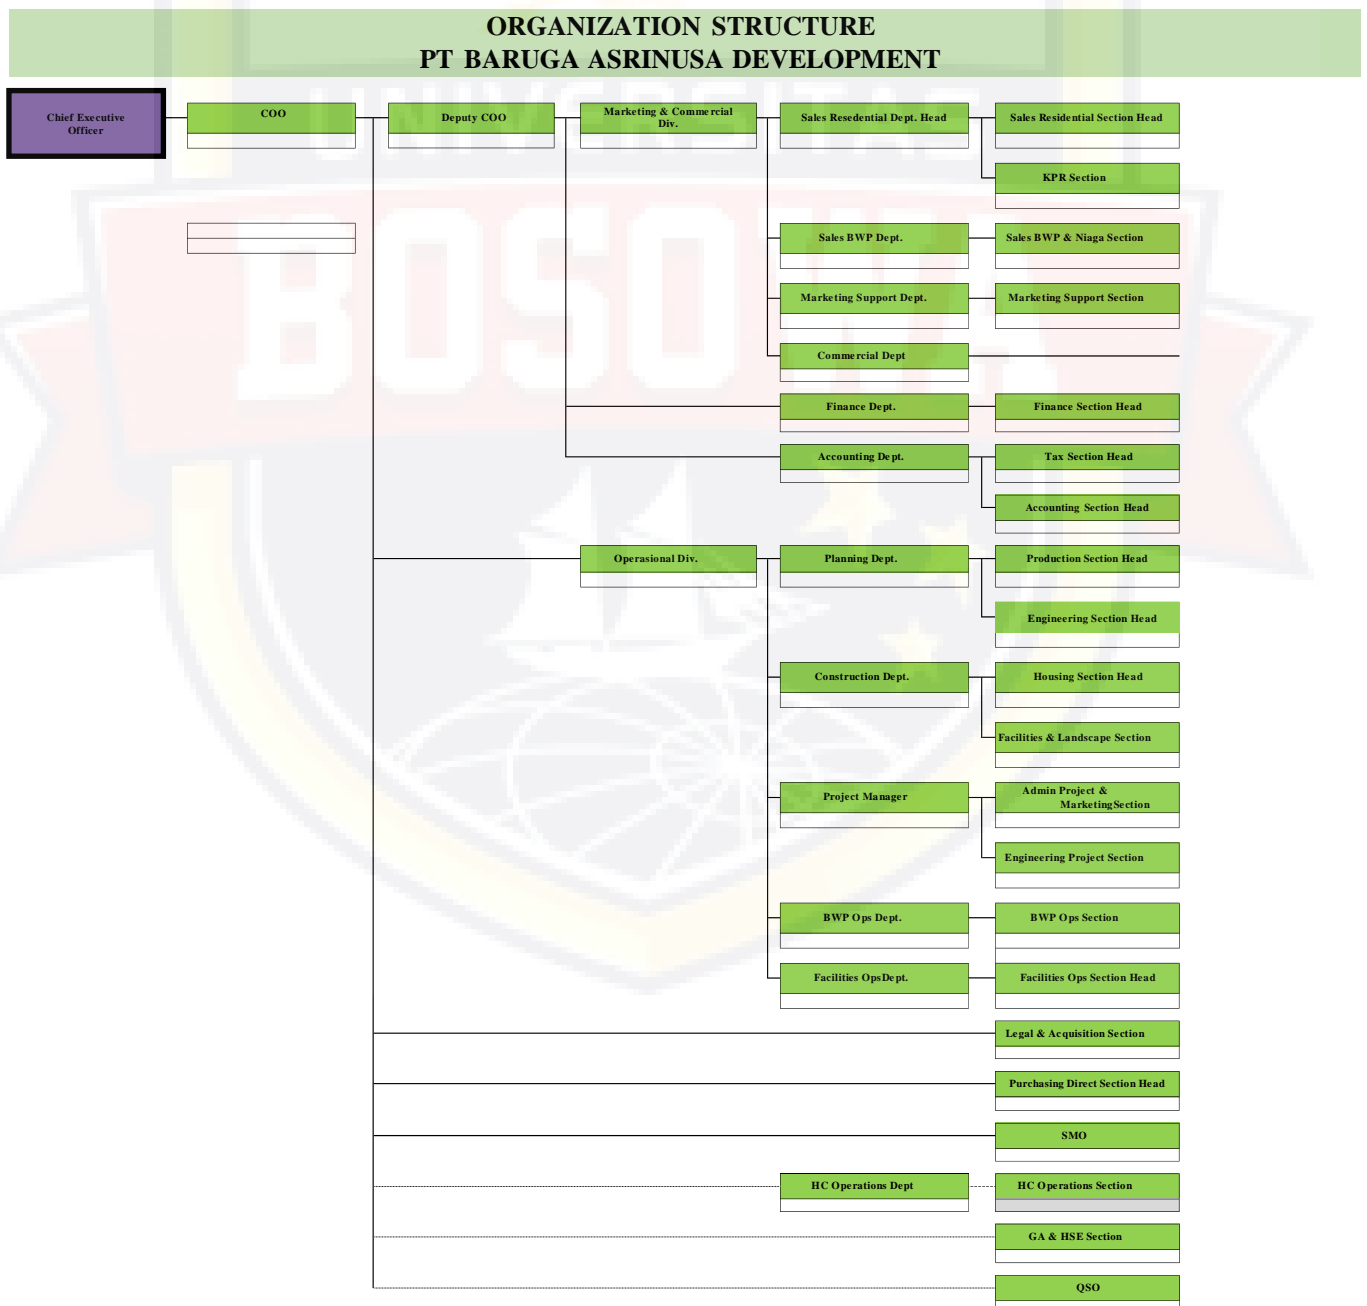 ORGANIZATION STRUCTURE
PT BARUGA ASRINUSA DEVELOPMENT
UNIVERSITAS
BOSOWA
Chief Executive
Officer
COO
Deputy COO
Marketing & Commercial
Div.
Sales Resedential Dept. Head
Sales Residential Section Head
KPR Section
Sales BWP Dept.
Sales BWP & Niaga Section
Marketing Support Dept.
Marketing Support Section
Commercial Dept
Finance Dept.
Finance Section Head
Accounting Dept.
Tax Section Head
Accounting Section Head
Operasional Div.
Planning Dept.
Production Section Head
Engineering Section Head
Construction Dept.
Housing Section Head
Facilities & Landscape Section
Project Manager
Admin Project &
MarketingSection
Engineering Project Section
BWP Ops Dept.
BWP Ops Section
Facilities OpsDept.
Facilities Ops Section Head
Legal & Acquisition Section
Purchasing Direct Section Head
SMO
HC Operations Dept
HC Operations Section
GA & HSE Section
QSO